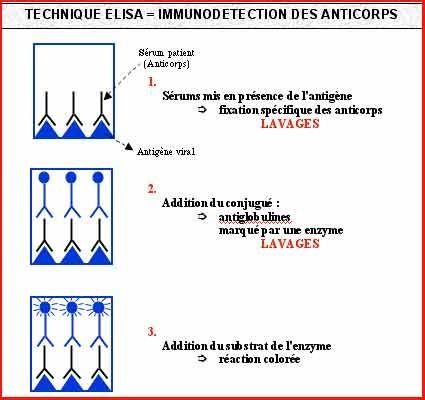 TECHNIQUE ELISA = IMMUNODETECTION DES ANTICORPS
Sérum patient
(Anticorps)
1.
Sérums mis en présence de l'antigène
➲ fixation spécifique des anticorps
LAVAGES
Antigène viral
2.
Addition du conjugué :
➲ antiglobulines
marqué par une enzyme
LAVAGES
3.
Addition du substrat de l'enzyme
➲ réaction colorée